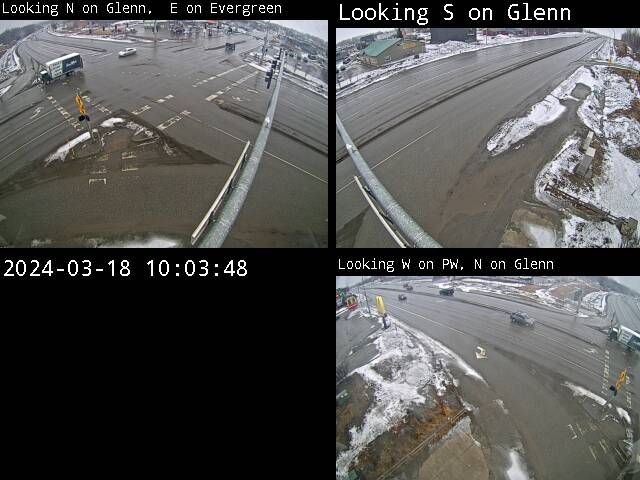 Looking N on Glenn,  E on Evergreen
Looking S on Glenn
2024-03-18 10:03:48
Looking W on PW, N on Glenn